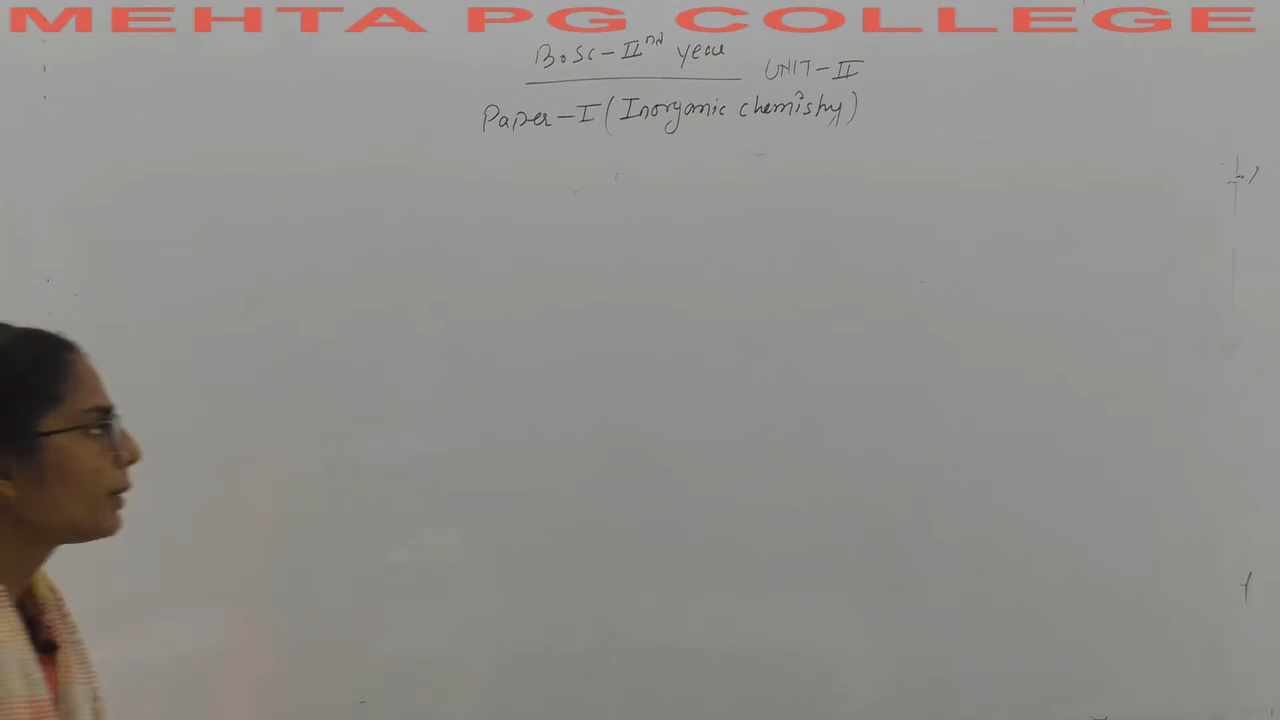 MEHTA PG COLLEGE
B.Sc-IInd year
UNIT-II
Paper-I (Inorganic chemistry)